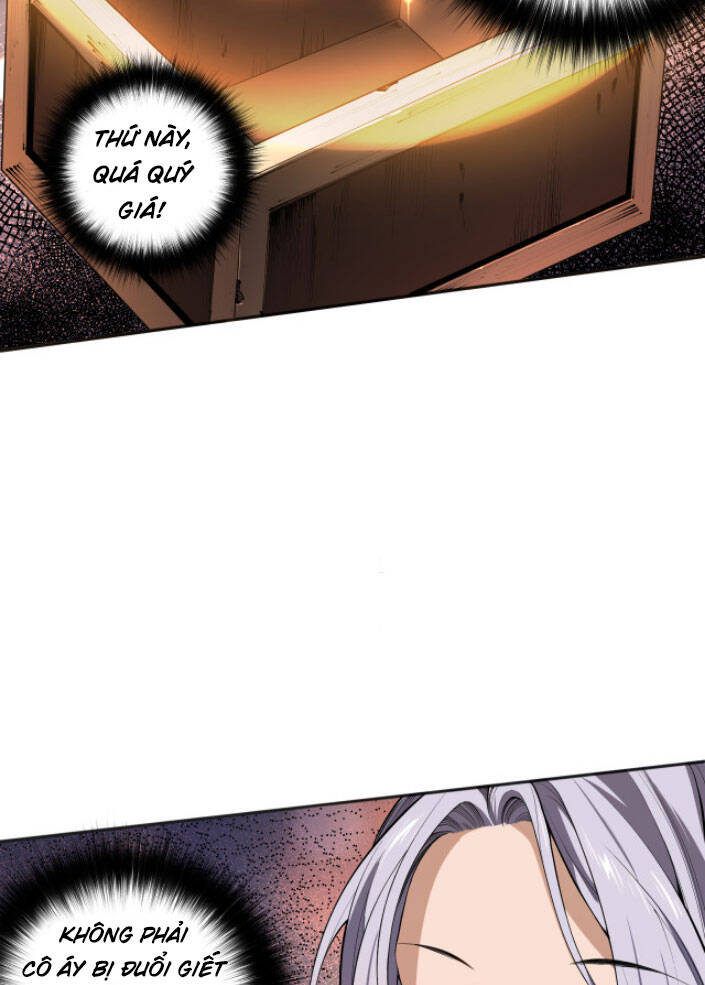 THỨ NÀY,
QUÁ QUÝ
GIÁ!
KHÔNG PHẢI
CÔ ẤY BỊ ĐUỔI GIẾT